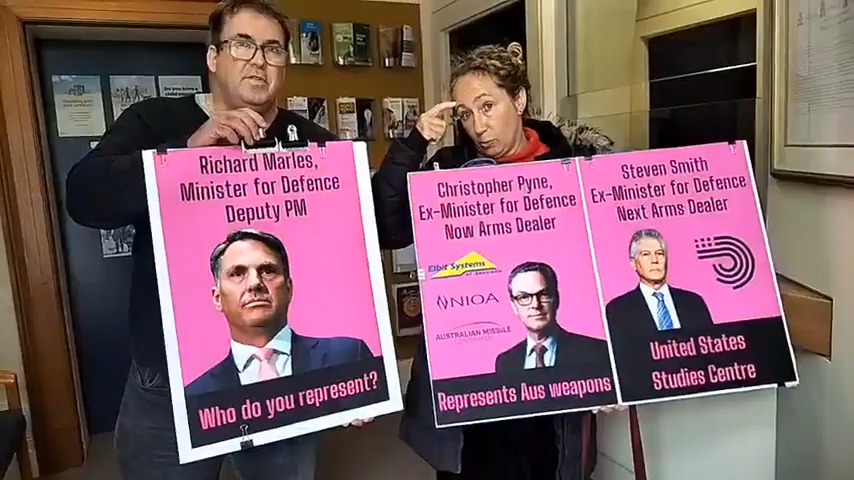 Richard Marles,
Minister for Defence
Deputy PM
Who do you represent?
Christopher Pyne,
Ex-Minister for Defence
Now Arms Dealer
Elbit Systems
NIOA
AUSTRALIAN MISSILE
Represents Aus weapons
Steven Smith
Ex-Minister for Defence
Next Arms Dealer
United States
Studies Centre